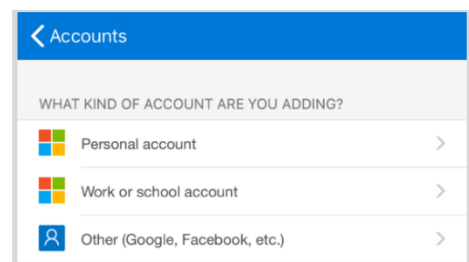 Accounts
WHAT KIND OF ACCOUNT ARE YOU ADDING?
Personal account
Work or school account
Other (Google, Facebook, etc.)